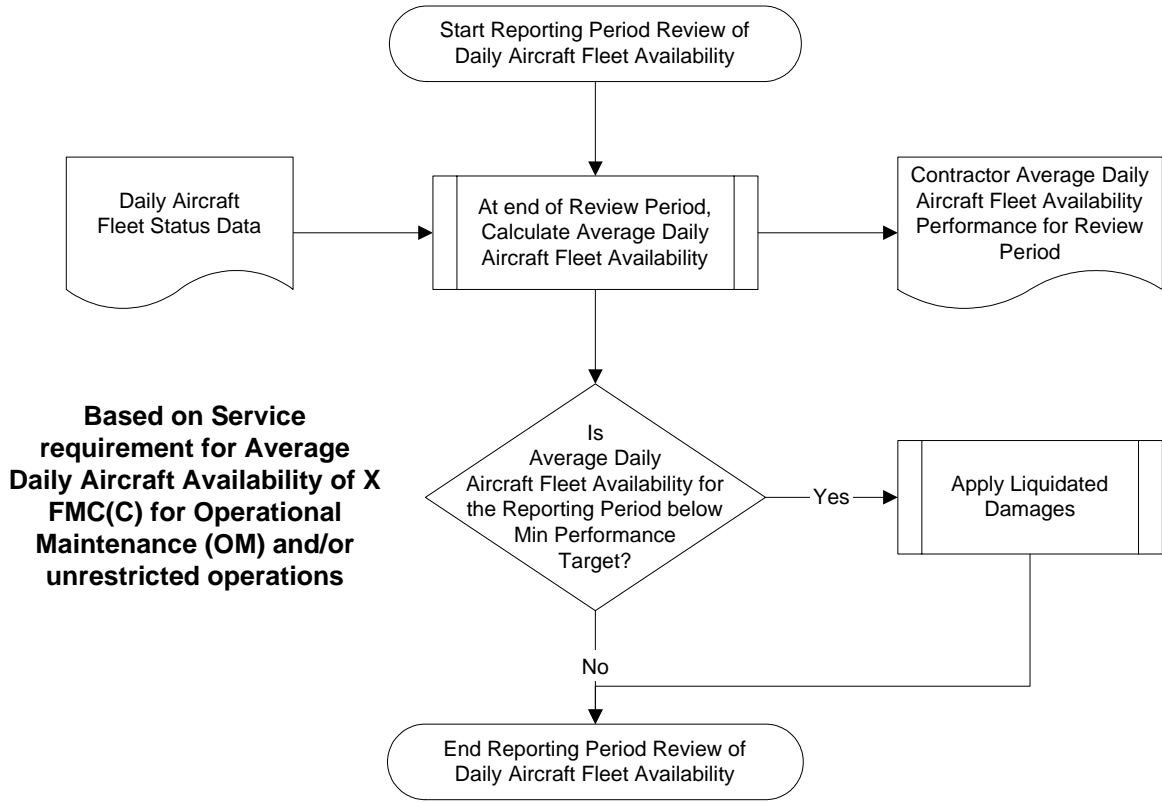 Start Reporting Period Review of
Daily Aircraft Fleet Availability
Daily Aircraft
Fleet Status Data
At end of Review Period,
Calculate Average Daily
Aircraft Fleet Availability
Contractor Average Daily
Aircraft Fleet Availability
Performance for Review
Period
Based on Service
requirement for Average
Daily Aircraft Availability of X
FMC(C) for Operational
Maintenance (OM) and/or
unrestricted operations
Is
Average Daily
Aircraft Fleet Availability for
the Reporting Period below
Min Performance
Target?
Yes
Apply Liquidated
Damages
No
End Reporting Period Review of
Daily Aircraft Fleet Availability